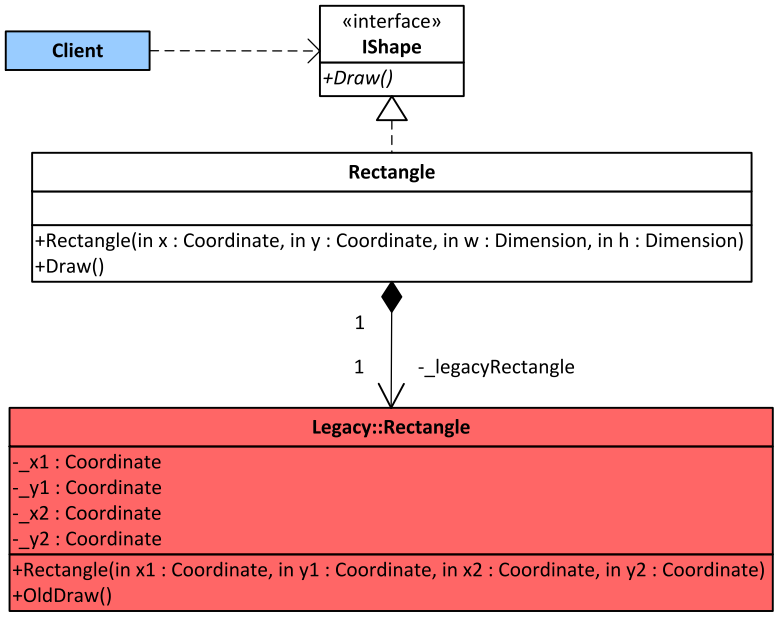 Client
«interface»
IShape
+Draw()
Rectangle
+Rectangle(in x : Coordinate, in y : Coordinate, in w : Dimension, in h : Dimension)
+Draw()
1
1
-_legacyRectangle
Legacy::Rectangle
-_x1 : Coordinate
-_y1 : Coordinate
-_x2 : Coordinate
-_y2 : Coordinate
+Rectangle(in x1 : Coordinate, in y1 : Coordinate, in x2 : Coordinate, in y2 : Coordinate)
+OldDraw()